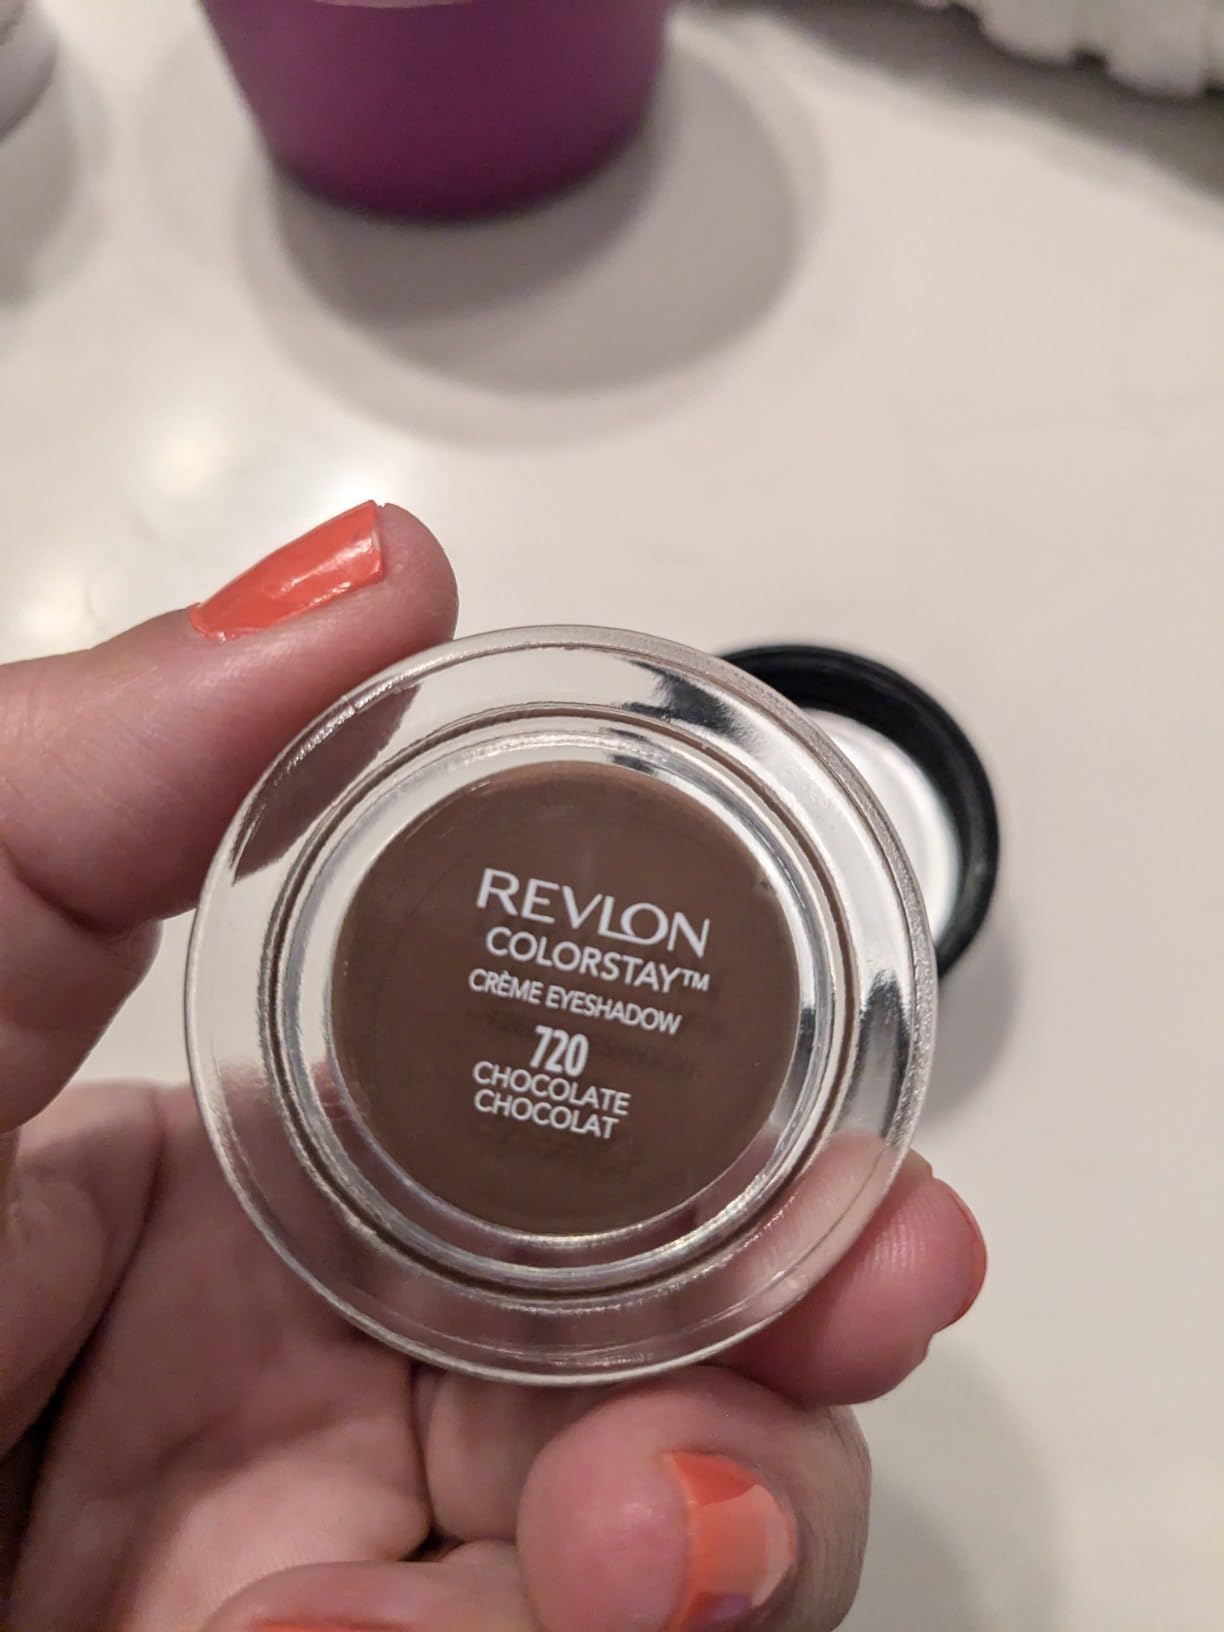 REVLON
COLORSTAY™
CRÈME EYESHADOW
720
CHOCOLATE
CHOCOLAT